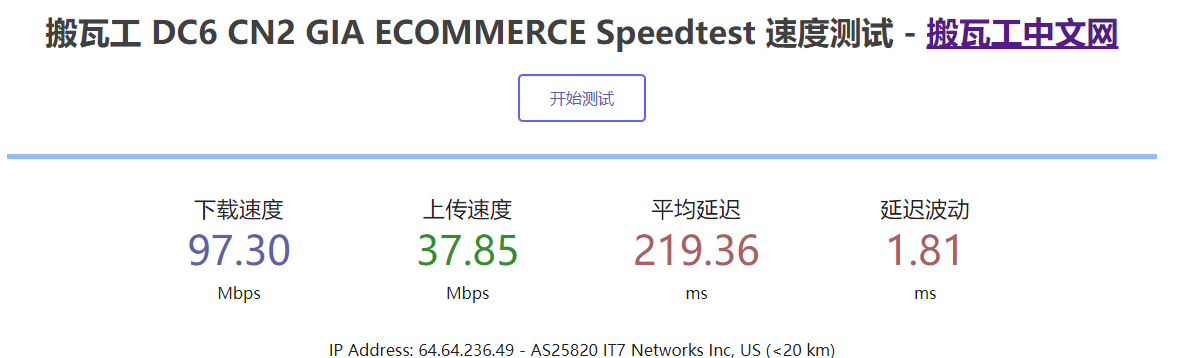 搬瓦工 DC6 CN2 GIA ECOMMERCE Speedtest 速度测试 - 搬瓦工中文网
开始测试
下载速度 上传速度 平均延迟 延迟波动
97.30 37.85 219.36 1.81
Mbps Mbps ms ms
IP Address: 64.64.236.49 - AS25820 IT7 Networks Inc, US (<20 km)